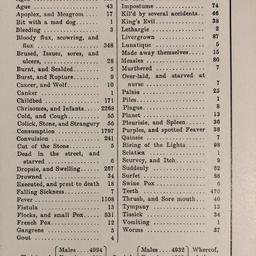 Ague 43
Apoplex, and Meagrom 17
Bit with a mad dog 1
Bleeding 3
Bloody flux, scowring, and
flux 348
Brused, Issues, sores, and
ulcers, 28
Burnt, and Scalded 5
Burst, and Rupture 9
Cancer, and Wolf 10
Canker 1
Childbed 171
Chrisomes, and Infants 2268
Cold, and Cough 55
Colick, Stone, and Strangury 56
Consumption 1797
Convulsion 241
Cut of the Stone 5
Dead in the street, and
starved 6
Dropsie, and Swelling 267
Drowned 34
Executed, and prest to death 18
Falling Sickness 7
Fever 1108
Fistula 13
Flocks, and small Pox 531
French Pox 12
Gangrene 5
Gout 4
Impostume 74
Kil'd by several accidents 46
King's Evil 38
Lethargie 2
Livergrown 87
Lunatique 5
Made away themselves 15
Measles 80
Murthered 7
Over-laid, and starved at
nurse 7
Palsie 25
Piles 1
Plague 8
Planet 13
Pleurisie, and Spleen 36
Purples, and spotted Feaver 38
Quinsie 7
Rising of the Lights 98
Sciatica 1
Scurvey, and Itch 9
Suddenly 62
Surfet 86
Swine Pox 6
Teeth 470
Thrush, and Sore mouth 40
Tympany 13
Tissick 34
Vomiting 1
Worms 27
Males 4994
Males 4932 Whereof,